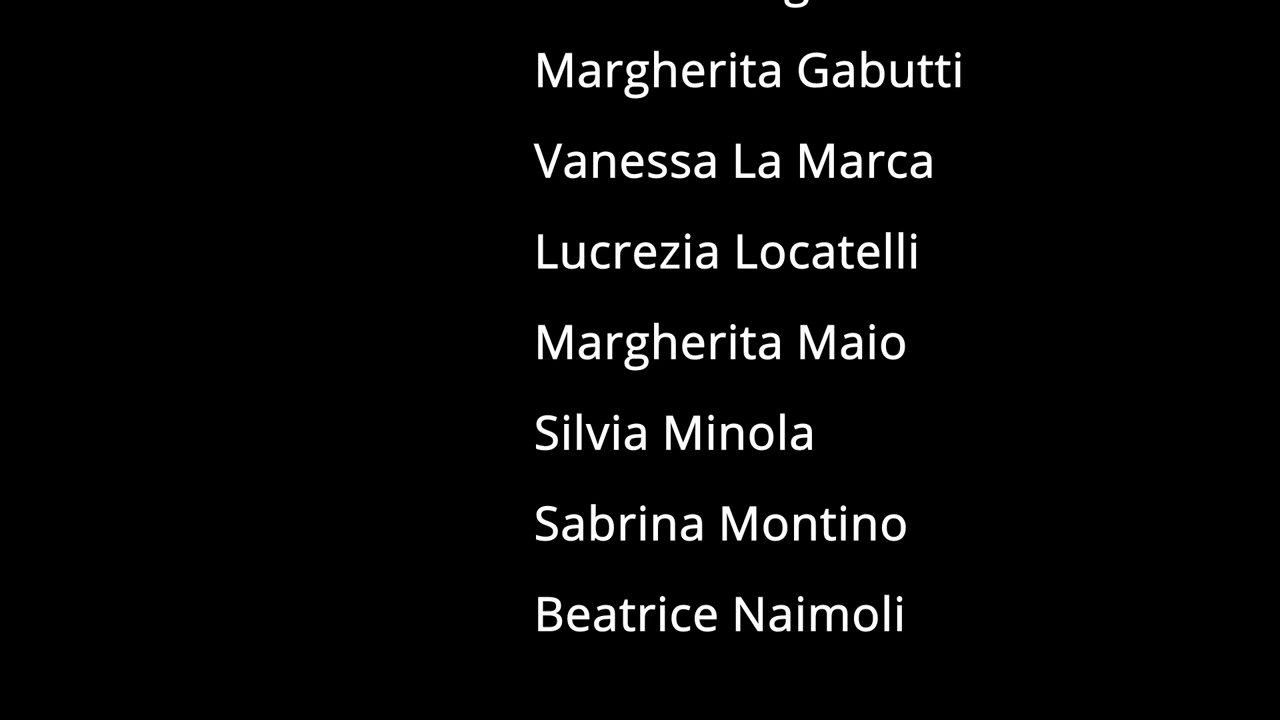 Margherita Gabutti
Vanessa La Marca
Lucrezia Locatelli
Margherita Maio
Silvia Minola
Sabrina Montino
Beatrice Naimoli